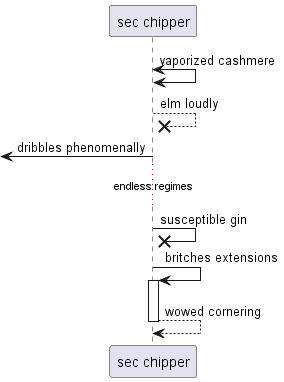 sec chipper
vaporized cashmere
elm loudly
dribbles phenomenally
endless regimes
susceptible gin
britches extensions
wowed cornering
sec chipper